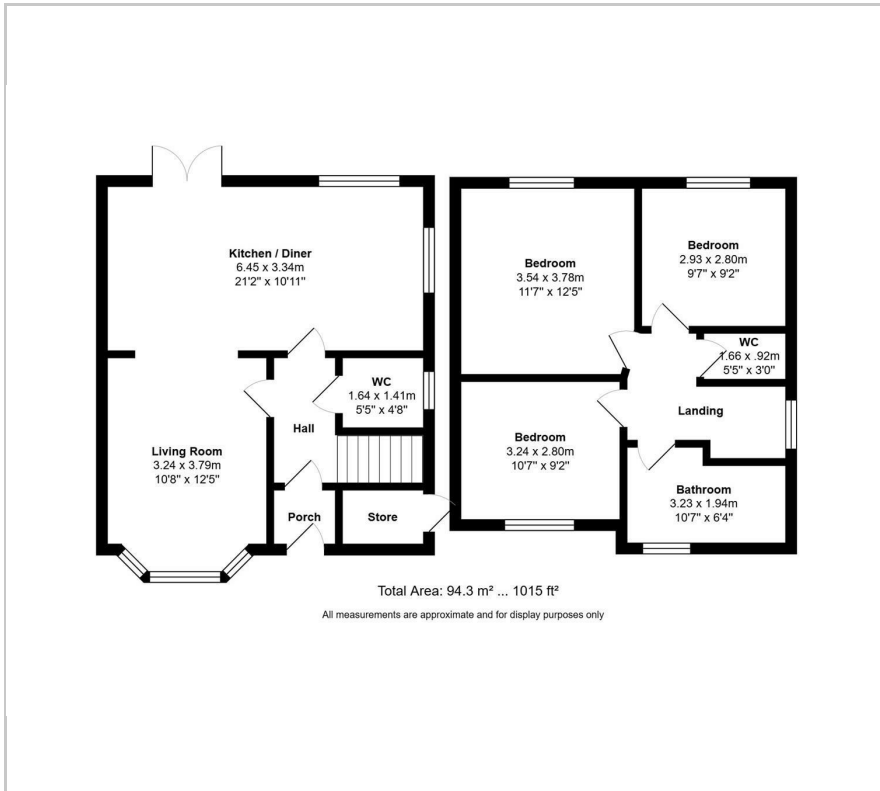 Kitchen / Diner
6.45 x 3.34m
21'2" x 10'11"
WC
1.64 x 1.41m
5'5" x 4'8"
Hall
Living Room
3.24 x 3.79m
10'8" x 12'5"
Porch
Store
Bedroom
3.54 x 3.78m
11'7" x 12'5"
Bedroom
2.93 x 2.80m
9'7" x 9'2"
WC
1.66 x .92m
5'5" x 3'0"
Landing
Bedroom
3.24 x 2.80m
10'7" x 9'2"
Bathroom
3.23 x 1.94m
10'7" x 6'4"
Total Area: 94.3 m² ... 1015 ft²
All measurements are approximate and for display purposes only